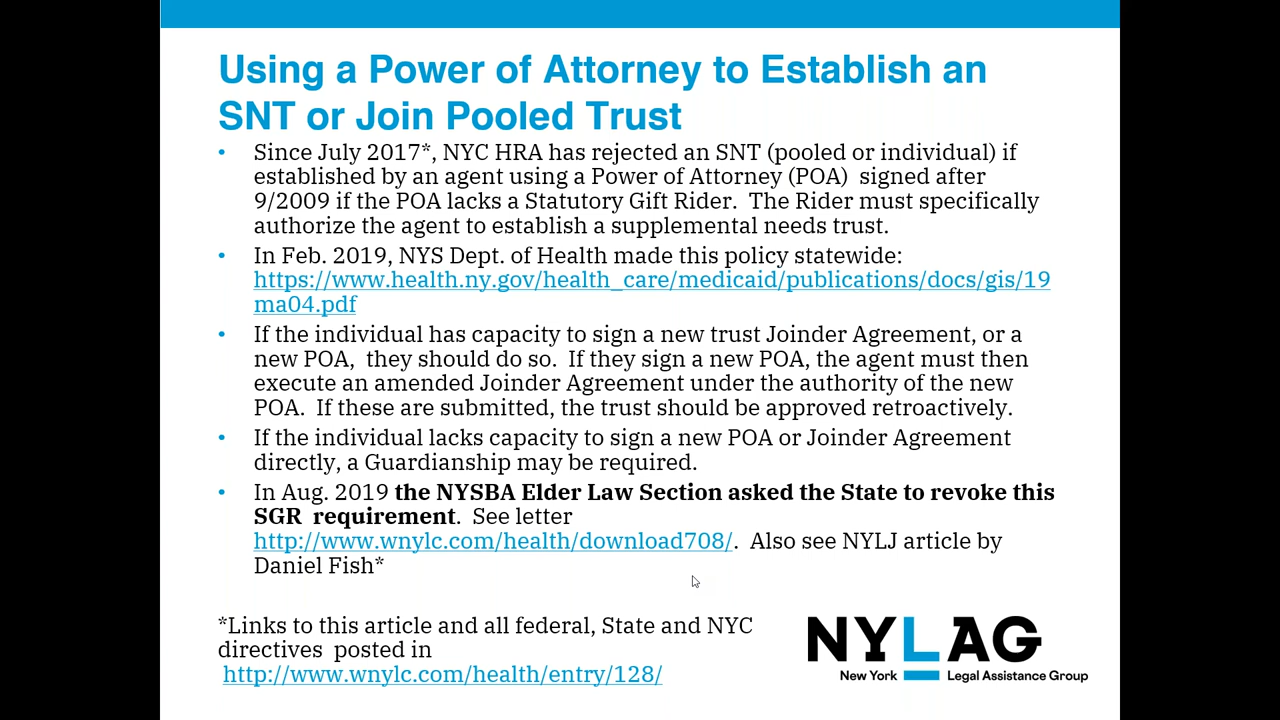 Using a Power of Attorney to Establish an
SNT or Join Pooled Trust
• Since July 2017*, NYC HRA has rejected an SNT (pooled or individual) if
established by an agent using a Power of Attorney (POA)  signed after
9/2009 if the POA lacks a Statutory Gift Rider.  The Rider must specifically
authorize the agent to establish a supplemental needs trust.
• In Feb. 2019, NYS Dept. of Health made this policy statewide:
https://www.health.ny.gov/health_care/medicaid/publications/docs/gis/19
ma04.pdf
• If the individual has capacity to sign a new trust Joinder Agreement, or a
new POA,  they should do so.  If they sign a new POA, the agent must then
execute an amended Joinder Agreement under the authority of the new
POA.  If these are submitted, the trust should be approved retroactively.
• If the individual lacks capacity to sign a new POA or Joinder Agreement
directly, a Guardianship may be required.
• In Aug. 2019 the NYSBA Elder Law Section asked the State to revoke this
SGR  requirement.  See letter
http://www.wnylc.com/health/download708/.  Also see NYLJ article by
Daniel Fish*
*Links to this article and all federal, State and NYC
directives  posted in
http://www.wnylc.com/health/entry/128/
NYLAG
New York Legal Assistance Group